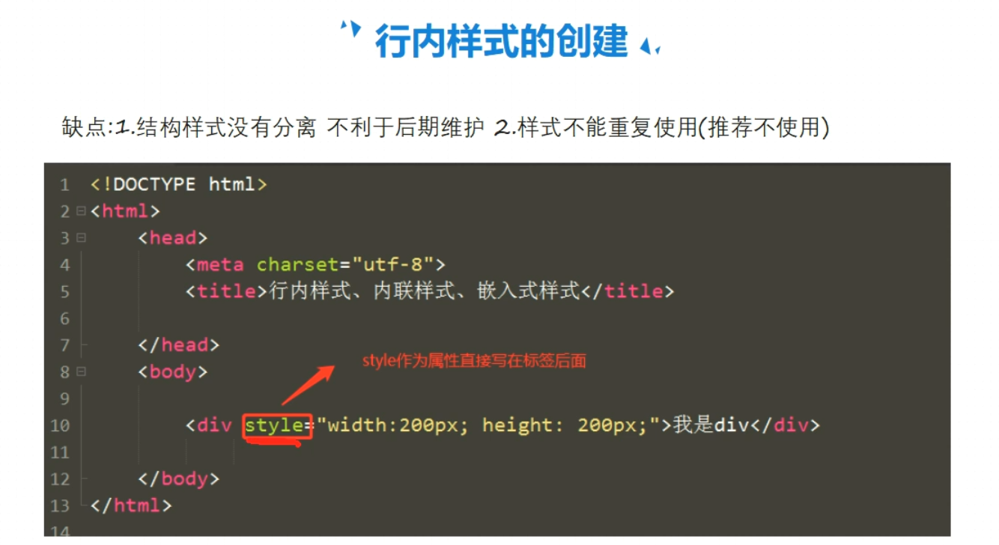 行内样式的创建
缺点:1.结构样式没有分离 不利于后期维护 2.样式不能重复使用(推荐不使用)
1 <!DOCTYPE html>
2 <html>
3 <head>
4 <meta charset="utf-8">
5 <title>行内样式、内联样式、嵌入式样式</title>
6
7 </head>
style作为属性直接写在标签后面
8 <body>
9
10 <div style="width:200px; height: 200px;">我是div</div>
11
12 </body>
13 </html>
14